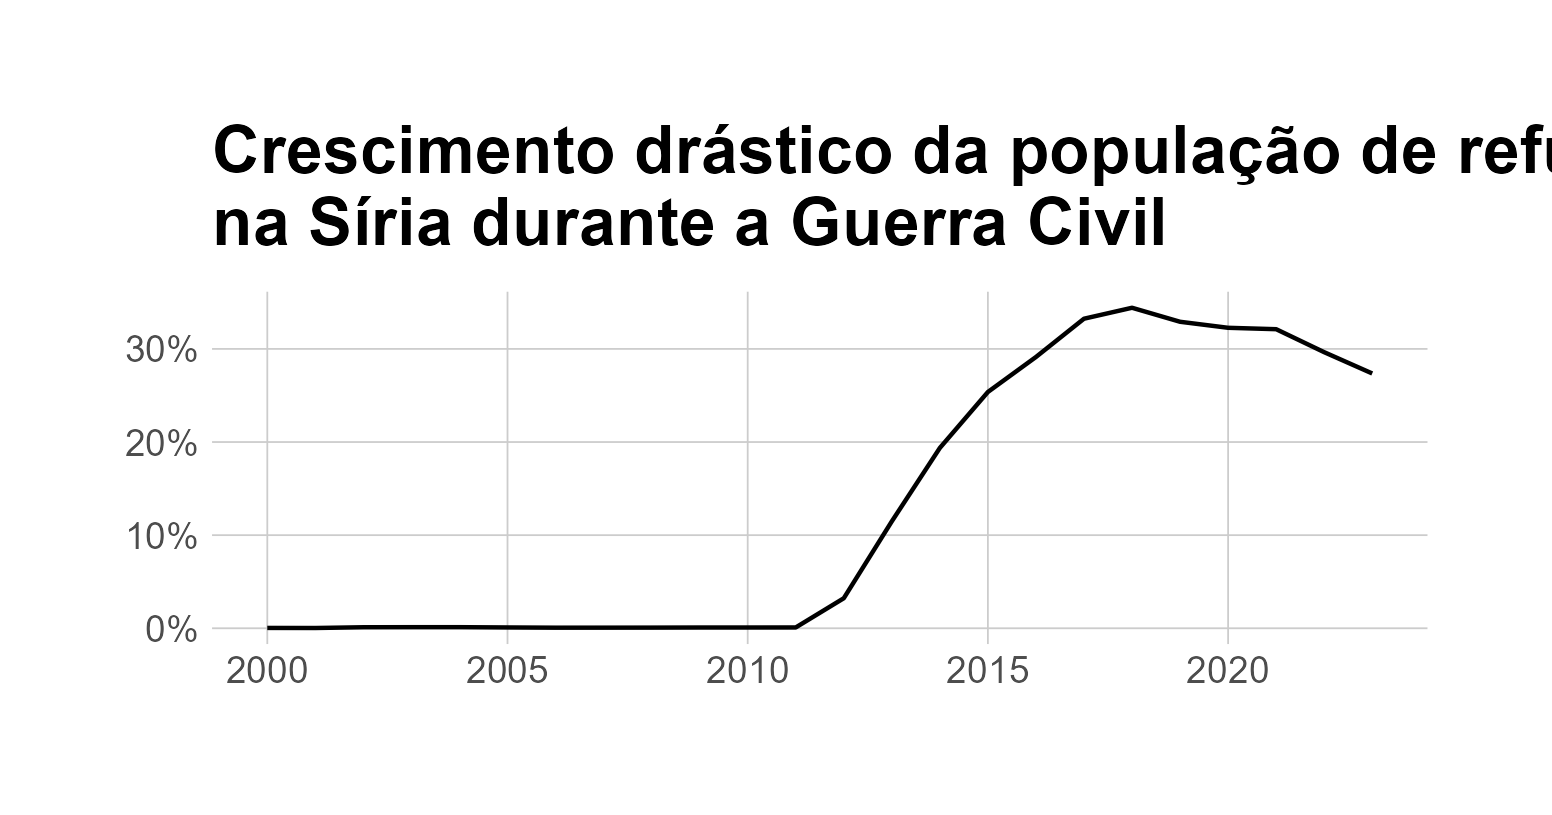 Crescimento drástico da população de
na Síria durante a Guerra Civil
30%
20%
10%
0%
2000 2005 2010 2015 2020